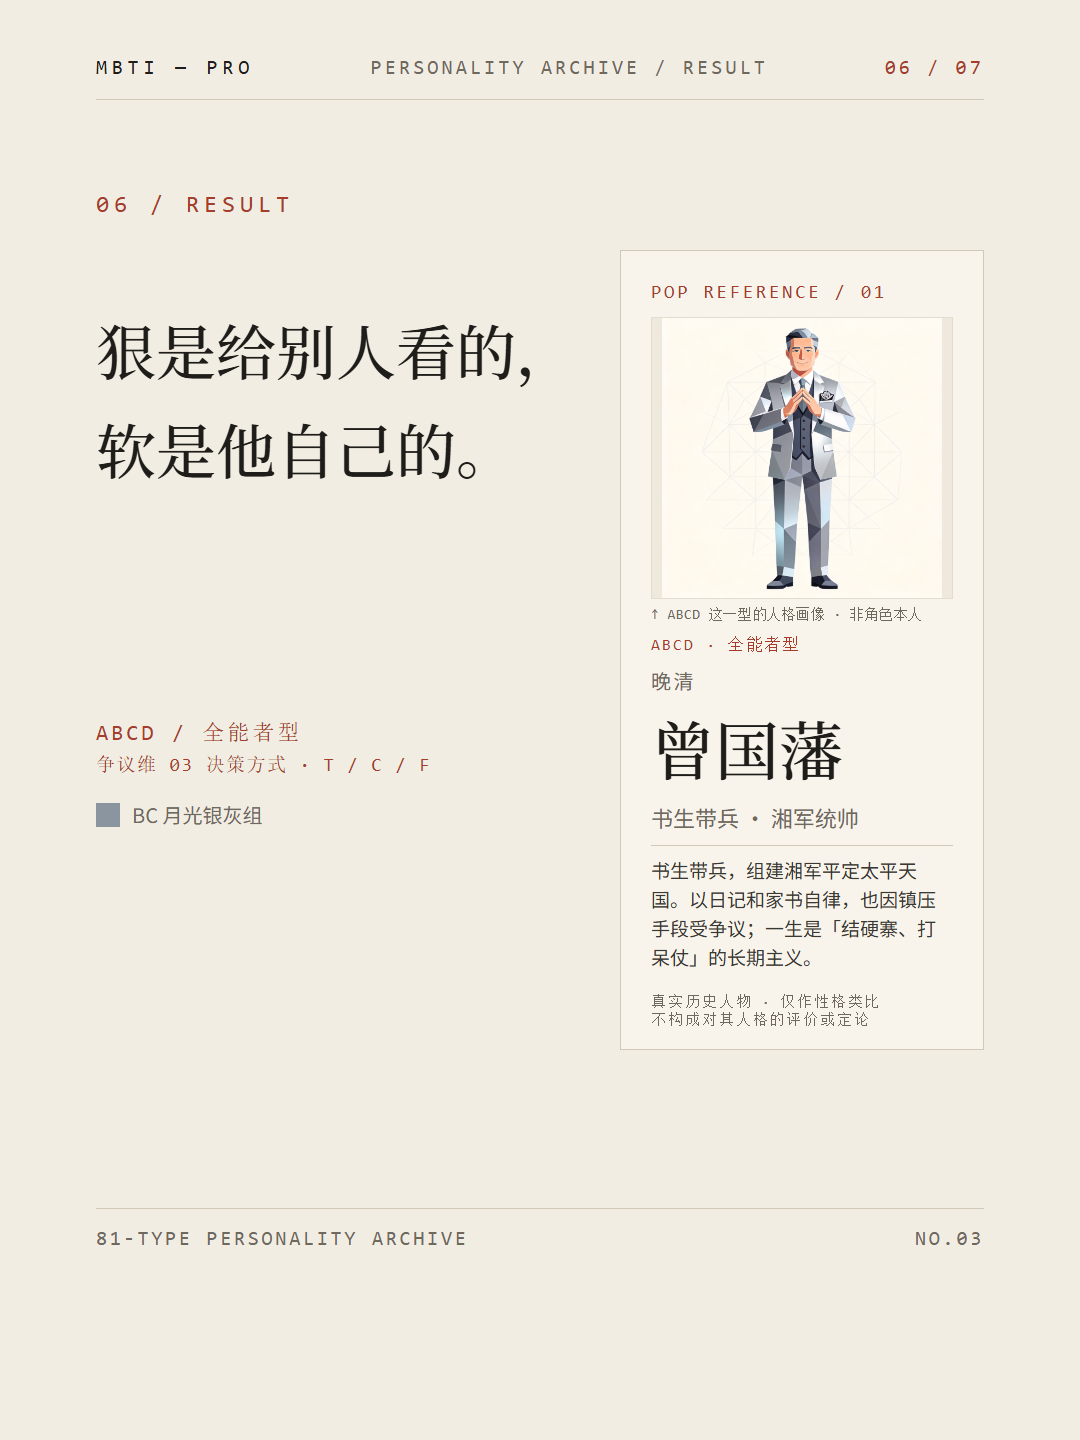 MBTI — PRO
PERSONALITY ARCHIVE / RESULT
06 / 07
06 / RESULT
狠是给别人看的,
软是他自己的。
ABCD / 全能者型
争议维 03 决策方式 · T / C / F
BC 月光银灰组
POP REFERENCE / 01
↑ ABCD 这一型的人格画像 · 非角色本人
ABCD · 全能者型
晚清
曾国藩
书生带兵 · 湘军统帅
书生带兵，组建湘军平定太平天
国。以日记和家书自律，也因镇压
手段受争议；一生是「结硬寨、打
呆仗」的长期主义。
真实历史人物 · 仅作性格类比
不构成对其人格的评价或定论
81-TYPE PERSONALITY ARCHIVE
NO.03